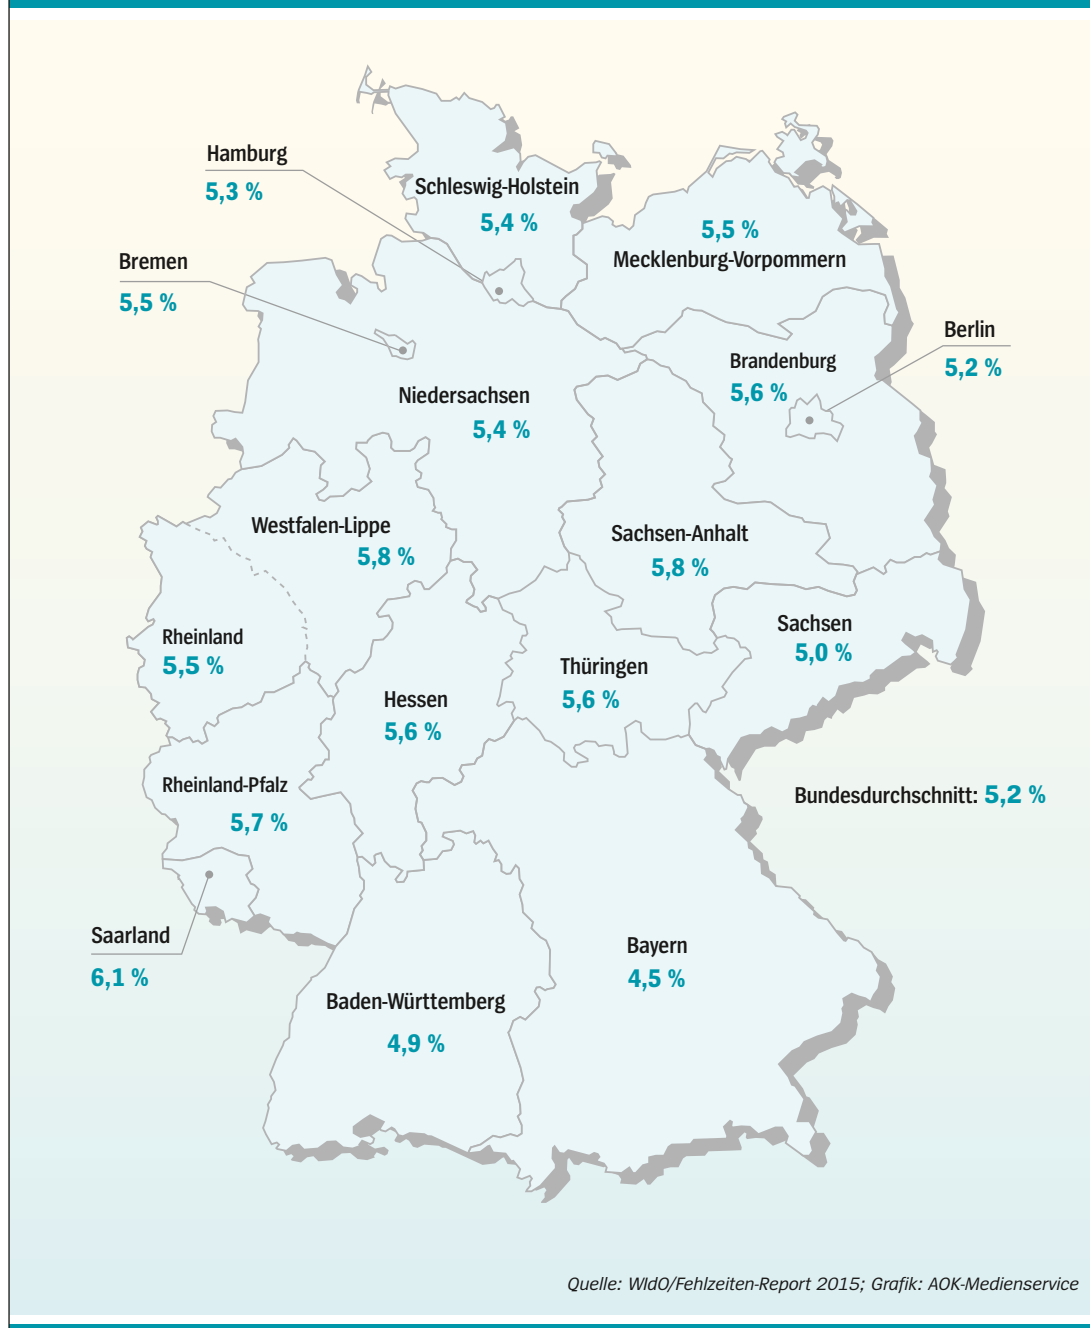 Hamburg
5,3 %
Schleswig-Holstein
5,4 %
5,5 %
Mecklenburg-Vorpommern
Bremen
5,5 %
Berlin
5,2 %
Brandenburg
5,6 %
Niedersachsen
5,4 %
Westfalen-Lippe
5,8 %
Sachsen-Anhalt
5,8 %
Sachsen
5,0 %
Rheinland
5,5 %
Thüringen
5,6 %
Hessen
5,6 %
Rheinland-Pfalz
5,7 %
Bundesdurchschnitt: 5,2 %
Saarland
6,1 %
Bayern
4,5 %
Baden-Württemberg
4,9 %
Quelle: WIdO/Fehlzeiten-Report 2015; Grafik: AOK-Medienservice